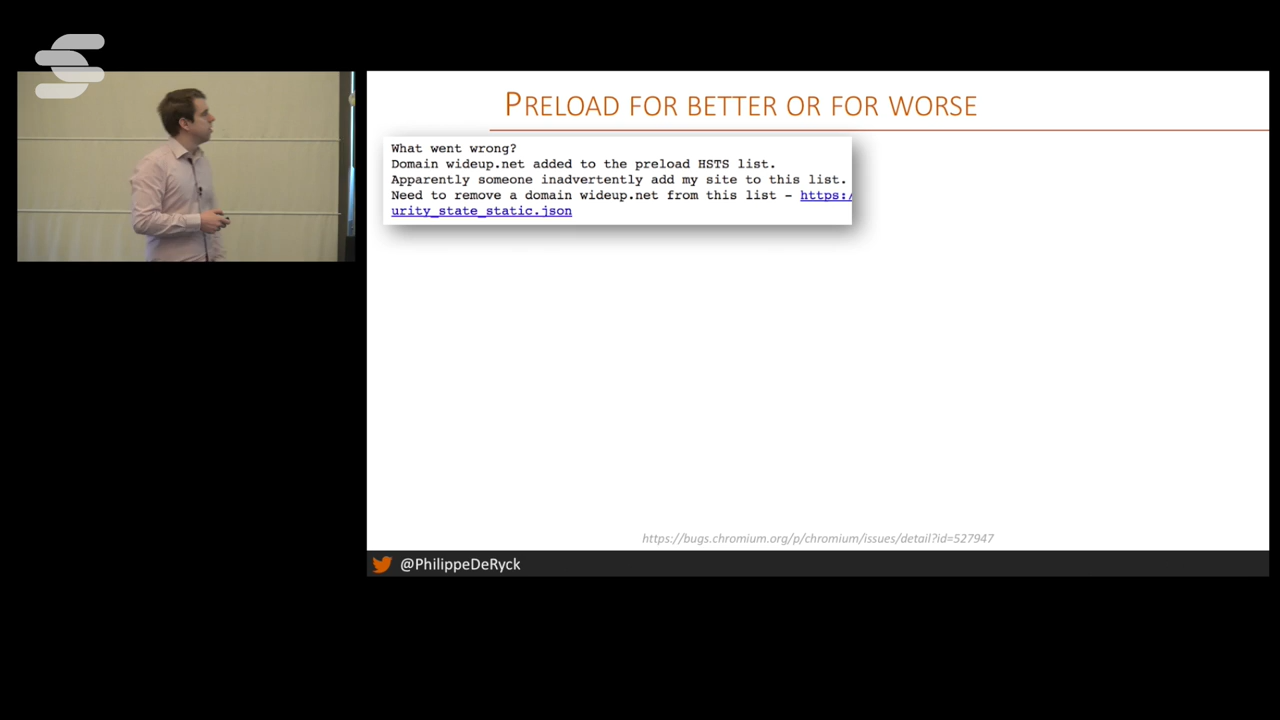 PRELOAD FOR BETTER OR FOR WORSE
What went wrong?
Domain wideup.net added to the preload HSTS list.
Apparently someone inadvertently add my site to this list.
Need to remove a domain wideup.net from this list - https:/
urity_state_static.json
https://bugs.chromium.org/p/chromium/issues/detail?id=527947
@PhilippeDeRyck